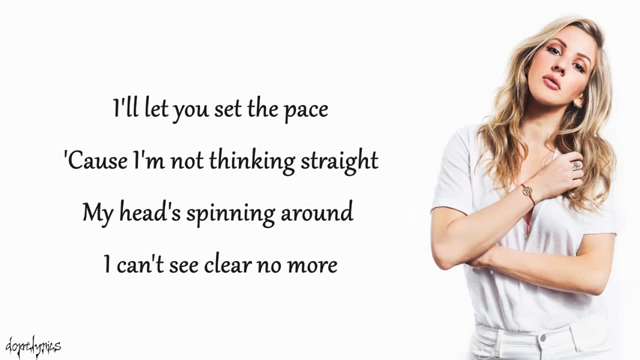 I'll let you set the pace
'Cause I'm not thinking straight
My head's spinning around
I can't see clear no more
dopelyrics